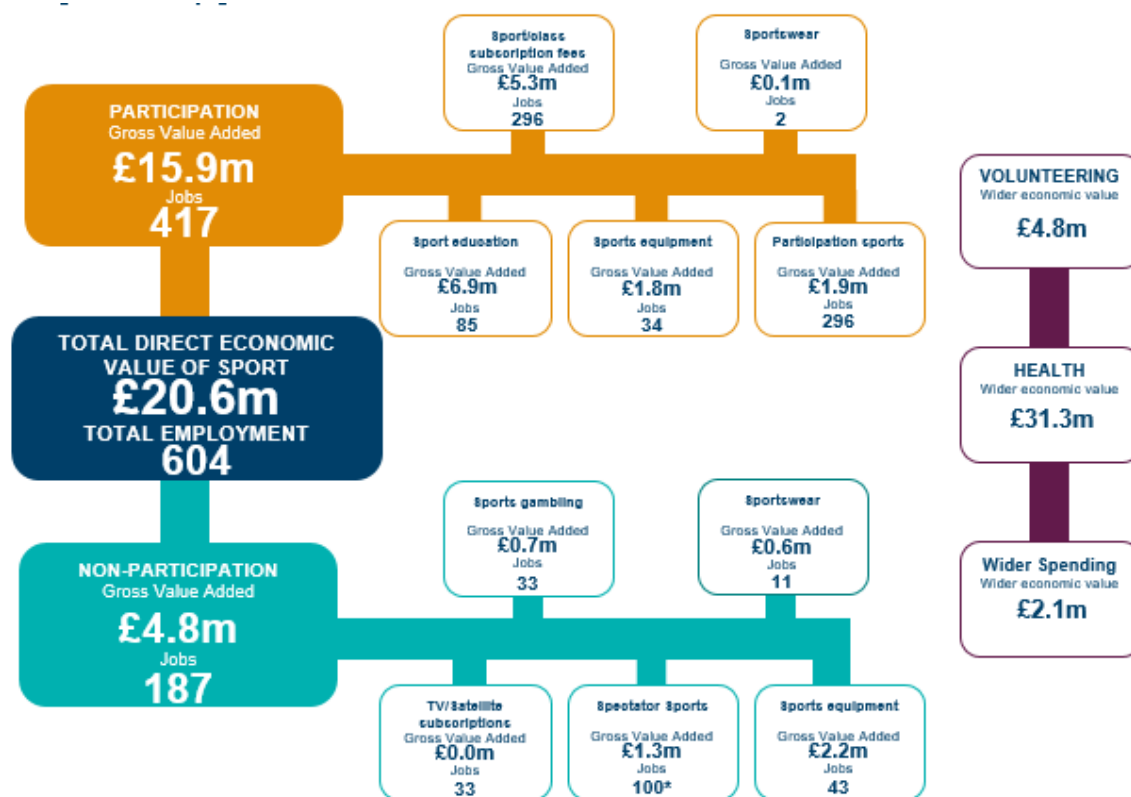 Sport/class
subscription fees
Gross Value Added
£5.3m
Jobs
296
Sportswear
Gross Value Added
£0.1m
Jobs
2
PARTICIPATION
Gross Value Added
£15.9m
Jobs
417
Sport education
Gross Value Added
£6.9m
Jobs
85
Sports equipment
Gross Value Added
£1.8m
Jobs
34
Participation sports
Gross Value Added
£1.9m
Jobs
296
TOTAL DIRECT ECONOMIC
VALUE OF SPORT
£20.6m
TOTAL EMPLOYMENT
604
NON-PARTICIPATION
Gross Value Added
£4.8m
Jobs
187
Sports gambling
Gross Value Added
£0.7m
Jobs
33
Sportswear
Gross Value Added
£0.6m
Jobs
11
TV/Satellite
subscriptions
Gross Value Added
£0.0m
Jobs
33
Spectator Sports
Gross Value Added
£1.3m
Jobs
100*
Sports equipment
Gross Value Added
£2.2m
Jobs
43
VOLUNTEERING
Wider economic value
£4.8m
HEALTH
Wider economic value
£31.3m
Wider Spending
Wider economic value
£2.1m